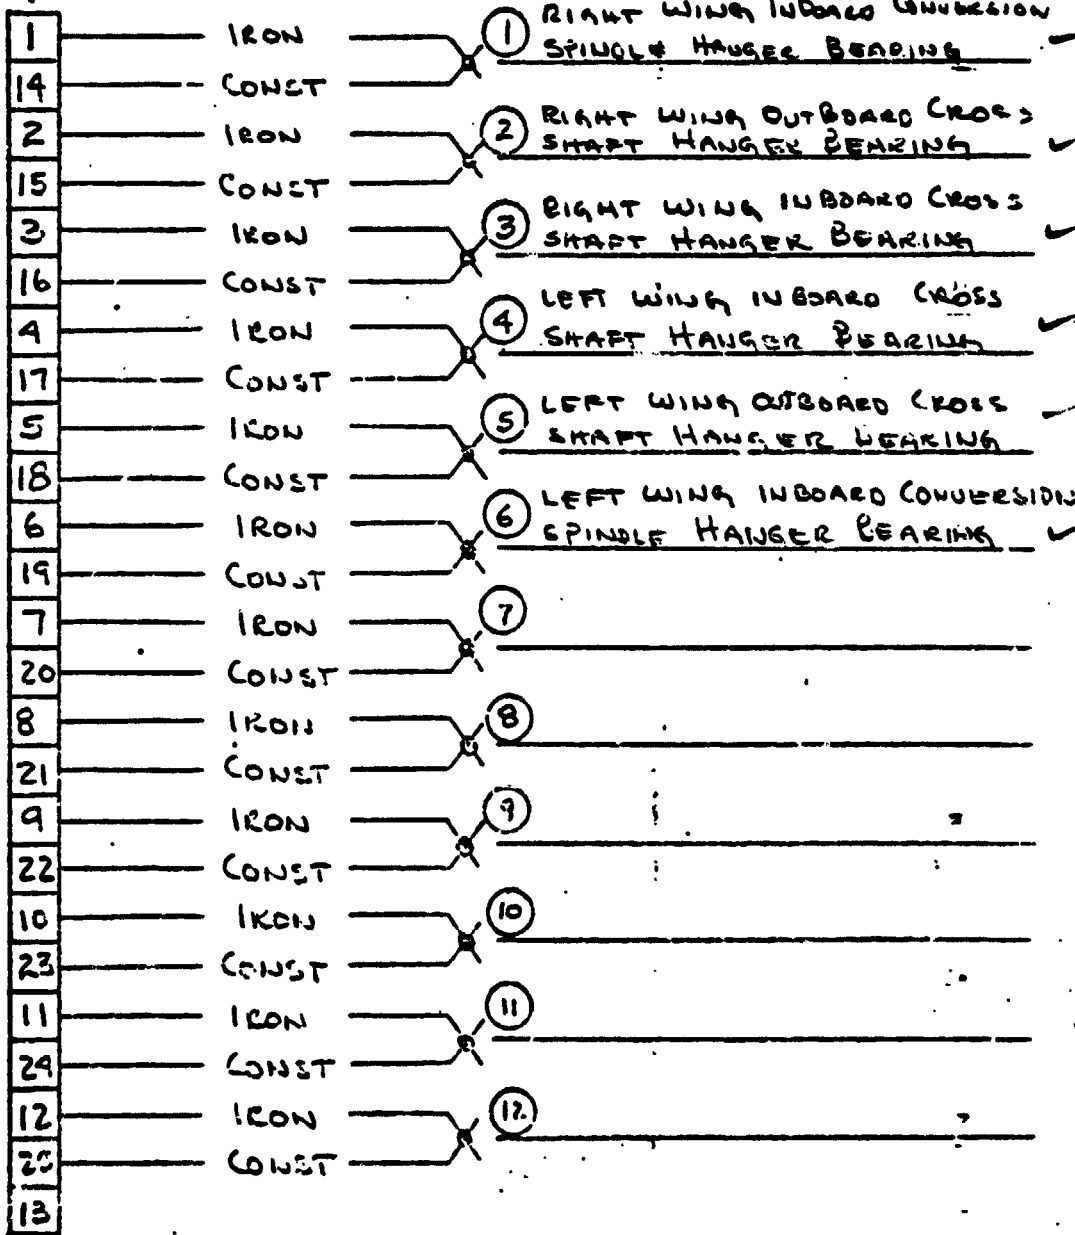 1 IRON 1 RIGHT WING INBOARD CONVERSION
SPINDLE HANGER BEARING
14 CONST
2 IRON 2 RIGHT WING OUTBOARD CROSS
SHAFT HANGER BEARING
15 CONST
3 IRON 3 RIGHT WING INBOARD CROSS
SHAFT HANGER BEARING
16 CONST
4 IRON 4 LEFT WING INBOARD CROSS
SHAFT HANGER BEARING
17 CONST
5 IRON 5 LEFT WING OUTBOARD CROSS
SHAFT HANGER BEARING
18 CONST
6 IRON 6 LEFT WING INBOARD CONVERSION
SPINDLE HANGER BEARING
19 CONST
7 IRON 7
20 CONST
8 IRON 8
21 CONST
9 IRON 9
22 CONST
10 IRON 10
23 CONST
11 IRON 11
24 CONST
12 IRON 12
25 CONST
13